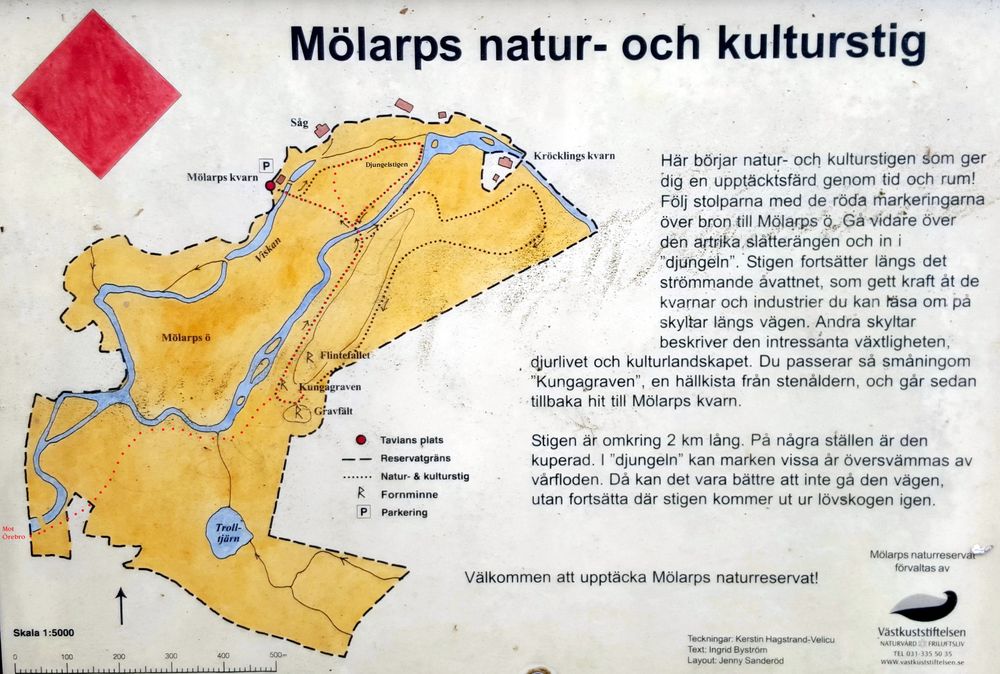 Mölarps natur- och kulturstig
Såg
P
Mölarps kvarn
Djungelstigen
Kröcklings kvarn
Viskan
Mölarps ö
Flintefallet
Kungagraven
Gravfält
Troll-
tjärn
Mot
Örebro
Här börjar natur- och kulturstigen som ger
dig en upptäcktsfärd genom tid och rum!
Följ stolparna med de röda markeringarna
över bron till Mölarps ö. Gå vidare över
den artrika slåtterängen och in i
"djungeln". Stigen fortsätter längs det
strömmande åvattnet, som gett kraft åt de
kvarnar och industrier du kan läsa om på
skyltar längs vägen. Andra skyltar
beskriver den intressanta växtligheten,
djurlivet och kulturlandskapet. Du passerar så småningom
"Kungagraven", en hällkista från stenåldern, och går sedan
tillbaka hit till Mölarps kvarn.
Stigen är omkring 2 km lång. På några ställen är den
kuperad. I "djungeln" kan marken vissa år översvämmas av
vårfloden. Då kan det vara bättre att inte gå den vägen,
utan fortsätta där stigen kommer ut ur lövskogen igen.
Välkommen att upptäcka Mölarps naturreservat!
Tavlans plats
Reservatgräns
Natur- & kulturstig
Fornminne
P Parkering
Skala 1:5000
0 100 200 300 400 500m
Teckningar: Kerstin Hagstrand-Velicu
Text: Ingrid Byström
Layout: Jenny Sanderöd
Mölarps naturreservat
förvaltas av
Västkuststiftelsen
NATURVÅRD FRILUFTSLIV
TEL 031-335 50 35
www.vastkuststiftelsen.se